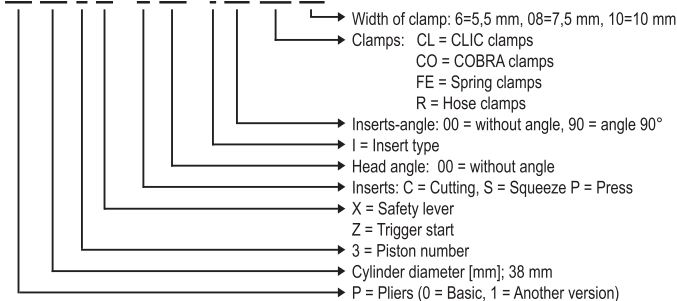 Width of clamp: 6=5,5 mm, 08=7,5 mm, 10=10 mm
Clamps: CL = CLIC clamps
CO = COBRA clamps
FE = Spring clamps
R = Hose clamps
Inserts-angle: 00 = without angle, 90 = angle 90°
I = Insert type
Head angle: 00 = without angle
Inserts: C = Cutting, S = Squeeze P = Press
X = Safety lever
Z = Trigger start
3 = Piston number
Cylinder diameter [mm]; 38 mm
P = Pliers (0 = Basic, 1 = Another version)